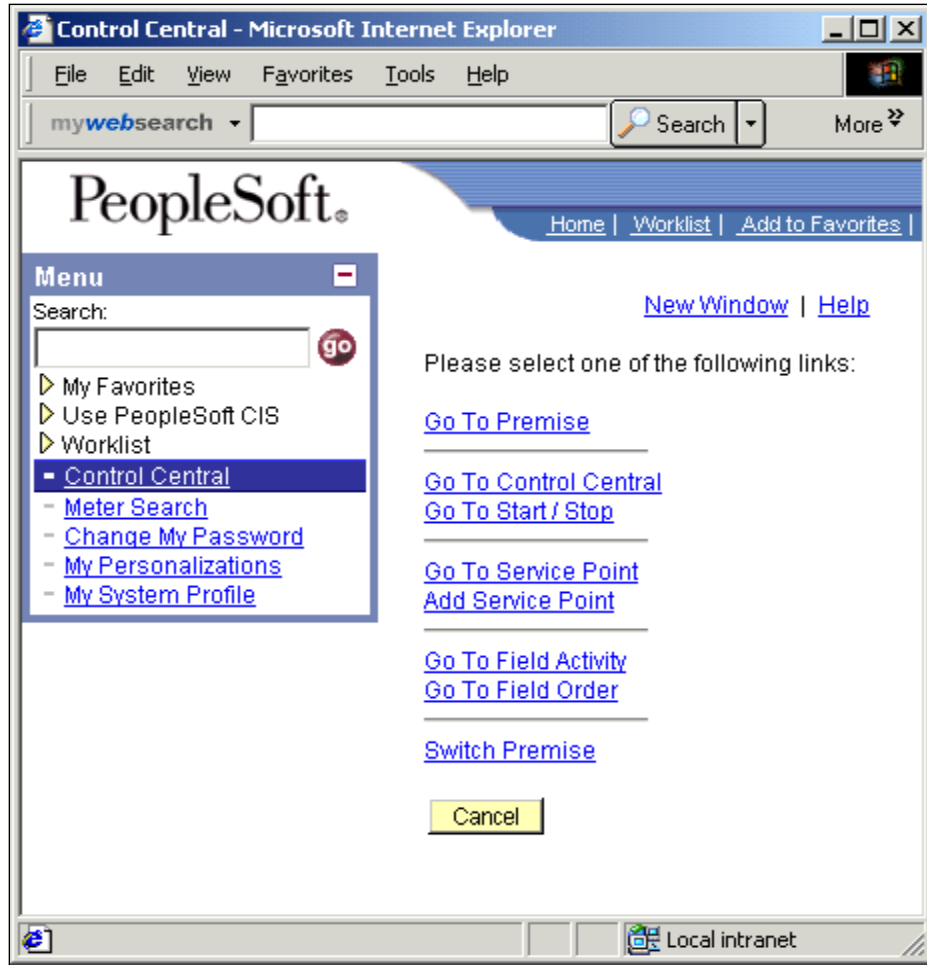 Control Central - Microsoft Internet Explorer
File Edit View Favorites Tools Help
mywebsearch Search More
PeopleSoft®
Home | Worklist | Add to Favorites |
Menu
Search:
go
My Favorites
Use PeopleSoft CIS
Worklist
Control Central
Meter Search
Change My Password
My Personalizations
My System Profile
New Window | Help
Please select one of the following links:
Go To Premise
Go To Control Central
Go To Start / Stop
Go To Service Point
Add Service Point
Go To Field Activity
Go To Field Order
Switch Premise
Cancel
Local intranet